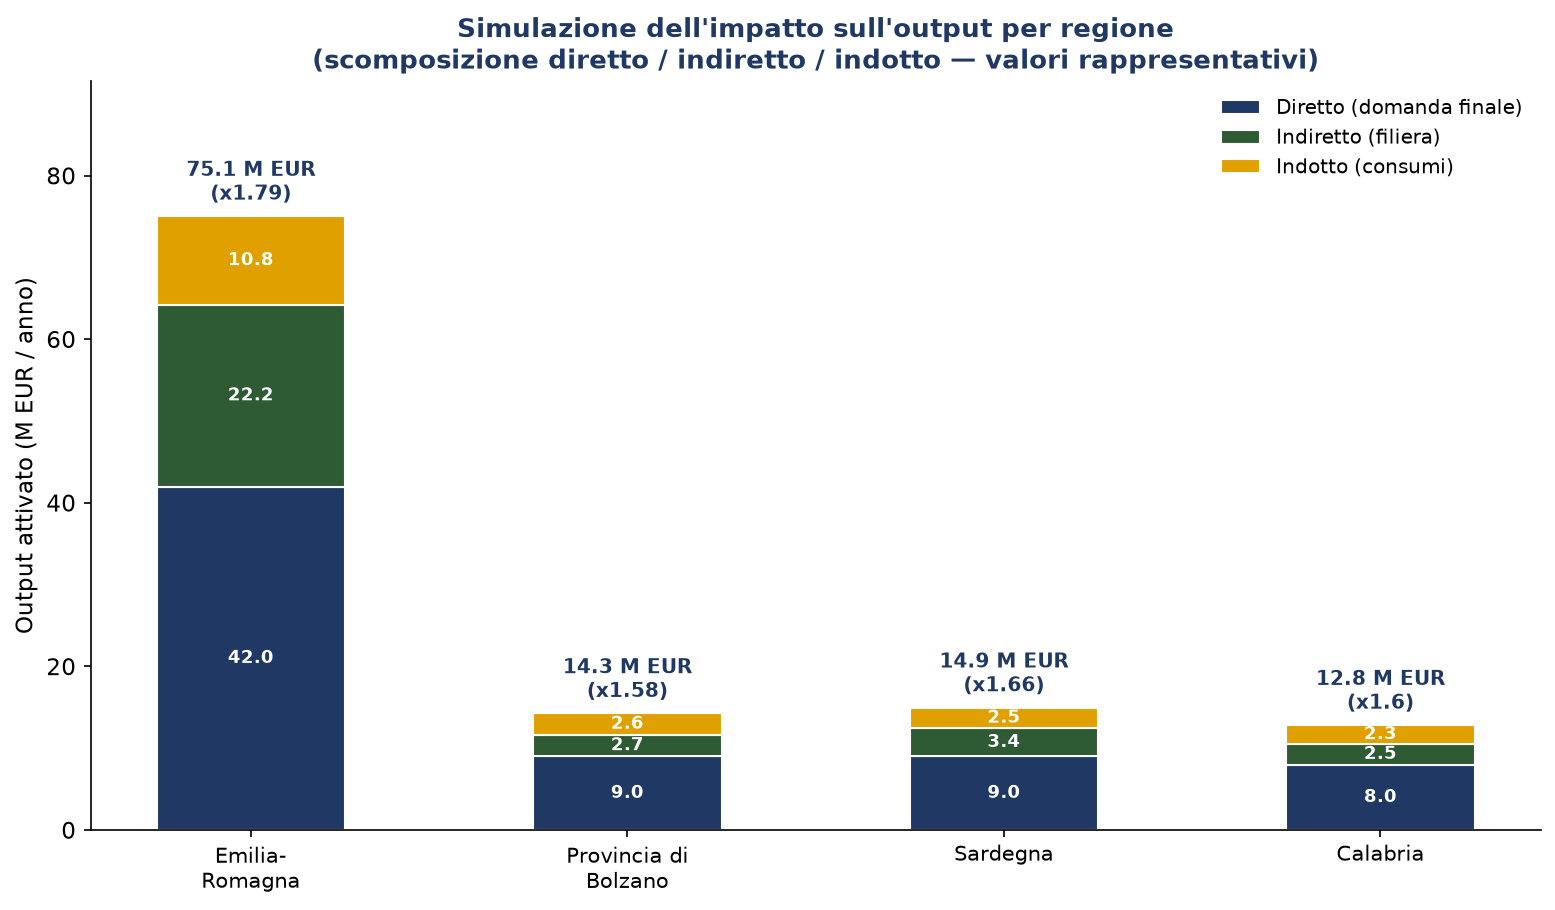 Simulazione dell'impatto sull'output per regione
(scomposizione diretto / indiretto / indotto — valori rappresentativi)
Diretto (domanda finale)
Indiretto (filiera)
Indotto (consumi)
Output attivato (M EUR / anno)
80
60
40
20
0
75.1 M EUR
(x1.79)
10.8
22.2
42.0
14.3 M EUR
(x1.58)
2.6
2.7
9.0
14.9 M EUR
(x1.66)
2.5
3.4
9.0
12.8 M EUR
(x1.6)
2.3
2.5
8.0
Emilia-
Romagna
Provincia di
Bolzano
Sardegna
Calabria